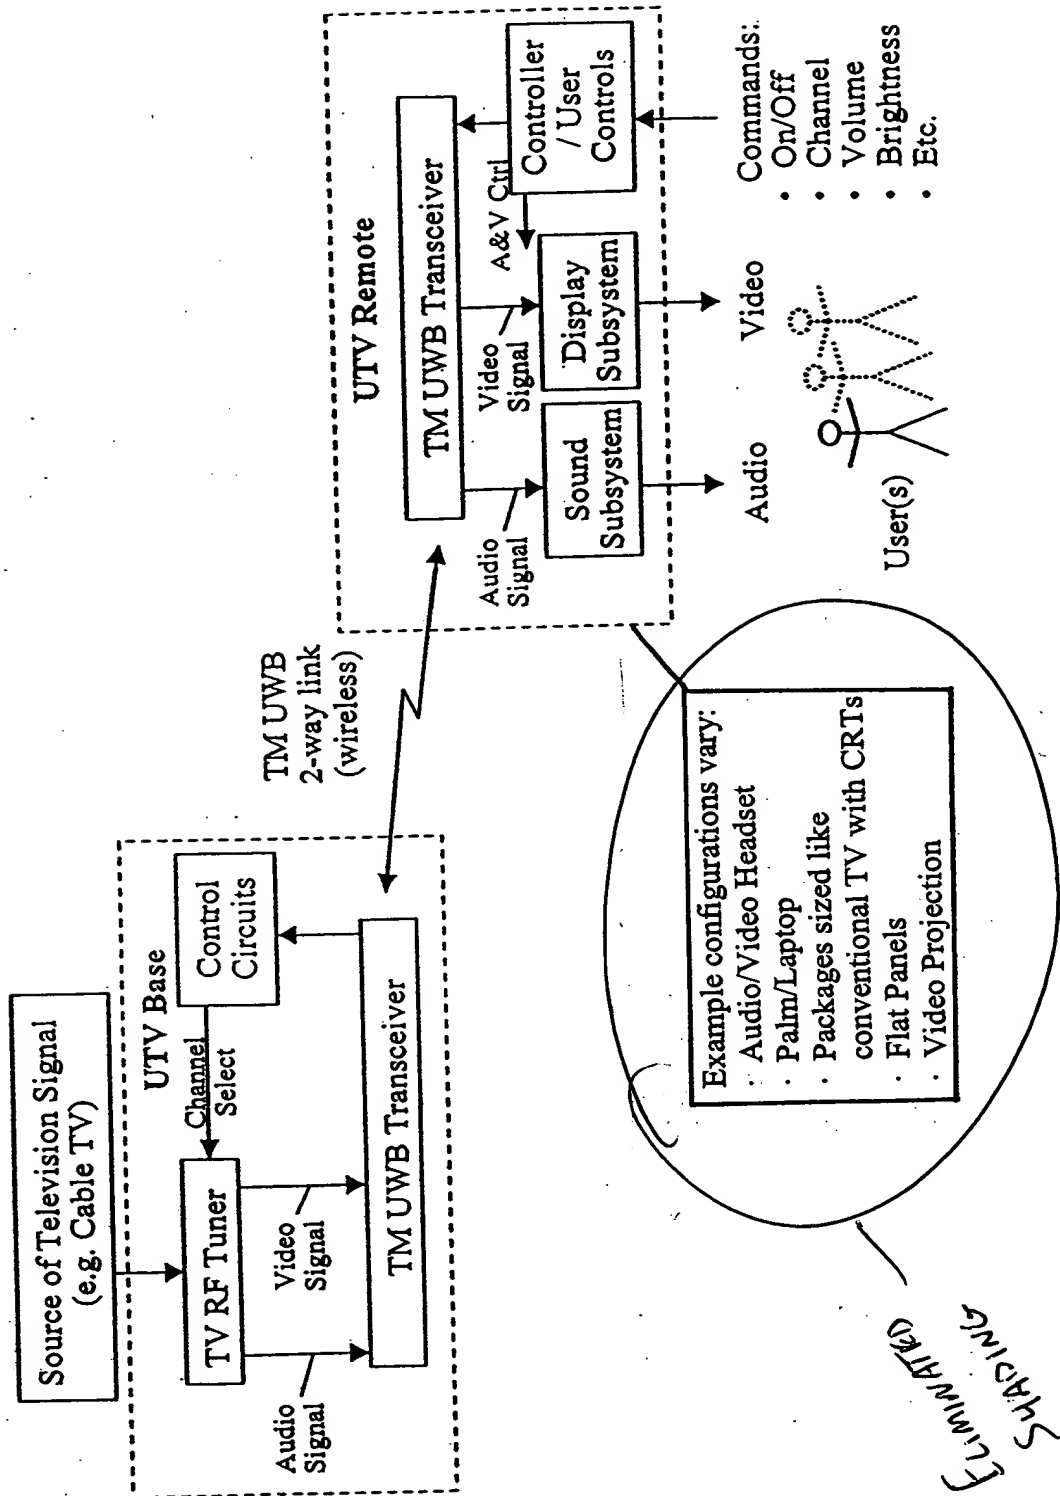 Source of Television Signal
(e.g. Cable TV)
UTV Base
TV RF Tuner
Channel
Select
Control
Circuits
Audio
Signal
Video
Signal
TM UWB Transceiver
TM UWB
2-way link
(wireless)
UTV Remote
TM UWB Transceiver
Audio
Signal
Video
Signal
A&V Ctrl
Sound
Subsystem
Display
Subsystem
Controller
/ User
Controls
Audio
Video
Commands:
• On/Off
• Channel
• Volume
• Brightness
• Etc.
User(s)
Example configurations vary:
· Audio/Video Headset
· Palm/Laptop
· Packages sized like
conventional TV with CRTs
· Flat Panels
· Video Projection
ELIMINATED
SHADING